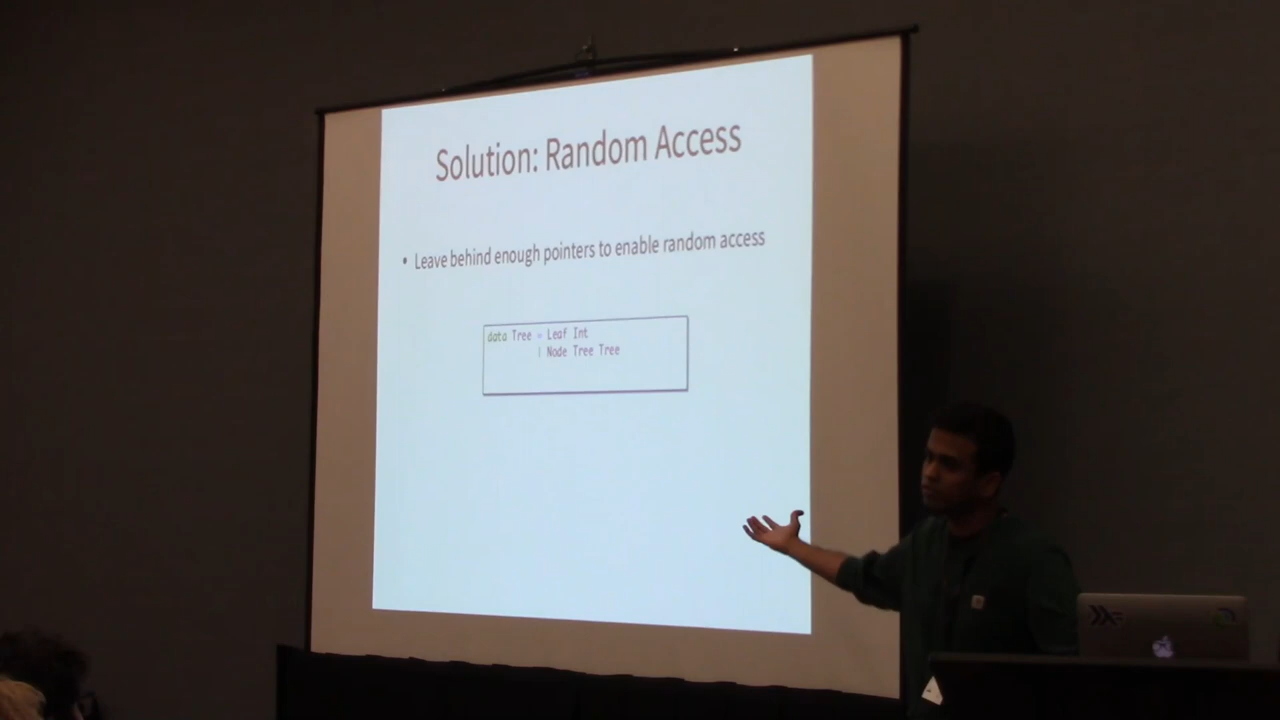 Solution: Random Access
• Leave behind enough pointers to enable random access
data Tree = Leaf Int
| Node Tree Tree